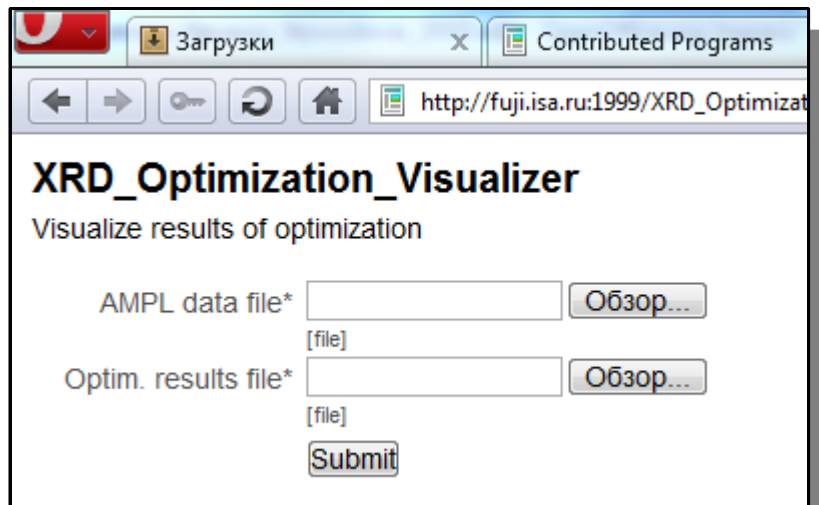 Загрузки
Contributed Programs
http://fuji.isa.ru:1999/XRD_Optimizat
XRD_Optimization_Visualizer
Visualize results of optimization
AMPL data file* Обзор...
[file]
Optim. results file* Обзор...
[file]
Submit